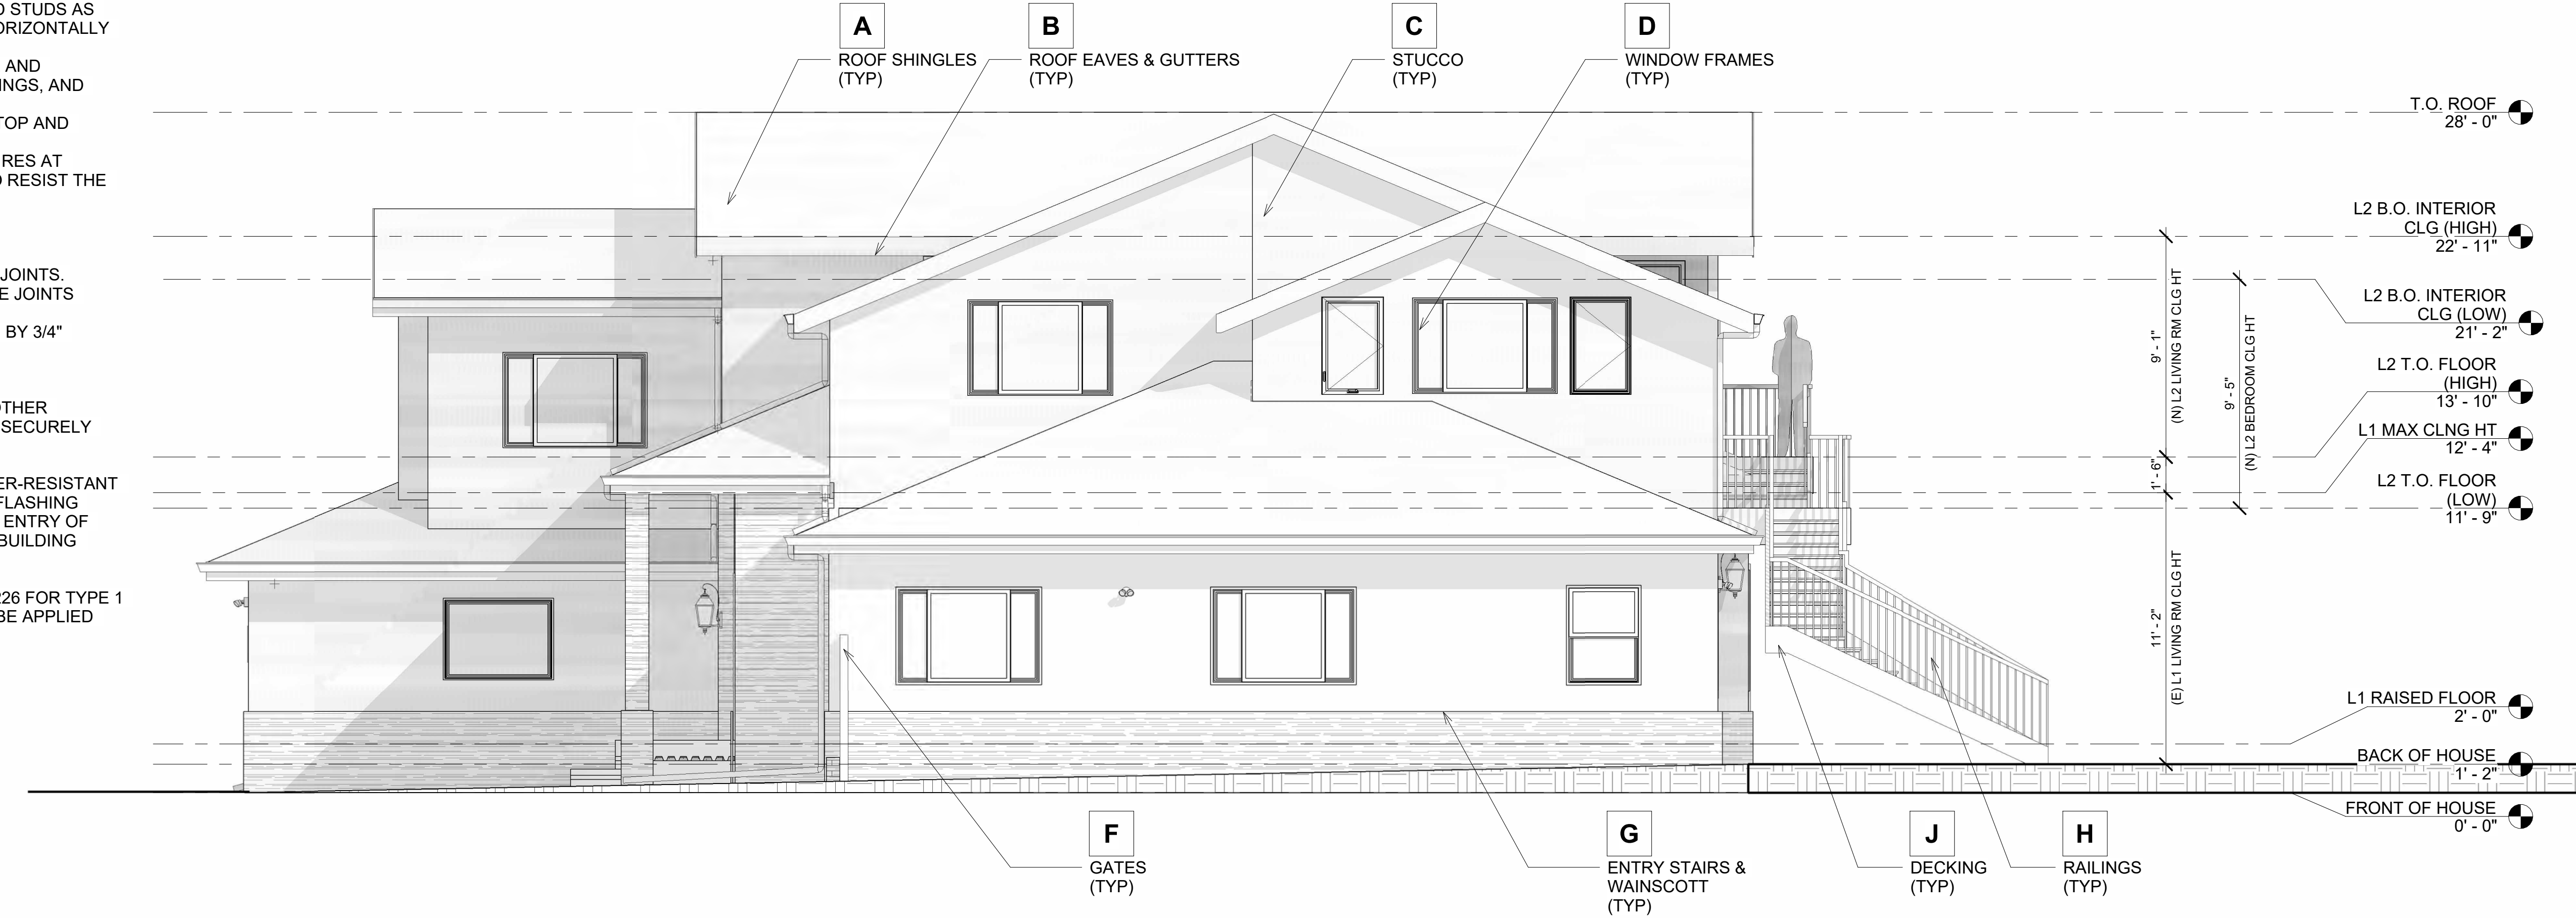 D STUDS AS
ORIZONTALLY
AND
INGS, AND
TOP AND
RES AT
O RESIST THE
JOINTS.
E JOINTS
BY 3/4"
OTHER
SECURELY
ER-RESISTANT
FLASHING
ENTRY OF
BUILDING
226 FOR TYPE 1
BE APPLIED
A
ROOF SHINGLES
(TYP)
B
ROOF EAVES & GUTTERS
(TYP)
C
STUCCO
(TYP)
D
WINDOW FRAMES
(TYP)
T.O. ROOF
28' - 0"
L2 B.O. INTERIOR
CLG (HIGH)
22' - 11"
L2 B.O. INTERIOR
CLG (LOW)
21' - 2"
L2 T.O. FLOOR
(HIGH)
13' - 10"
L1 MAX CLNG HT
12' - 4"
L2 T.O. FLOOR
(LOW)
11' - 9"
L1 RAISED FLOOR
2' - 0"
BACK OF HOUSE
1' - 2"
FRONT OF HOUSE
0' - 0"
9' - 1"
(N) L2 LIVING RM CLG HT
9' - 5"
(N) L2 BEDROOM CLG HT
1' - 6"
11' - 2"
(E) L1 LIVING RM CLG HT
F
GATES
(TYP)
G
ENTRY STAIRS &
WAINSCOTT
(TYP)
J
DECKING
(TYP)
H
RAILINGS
(TYP)